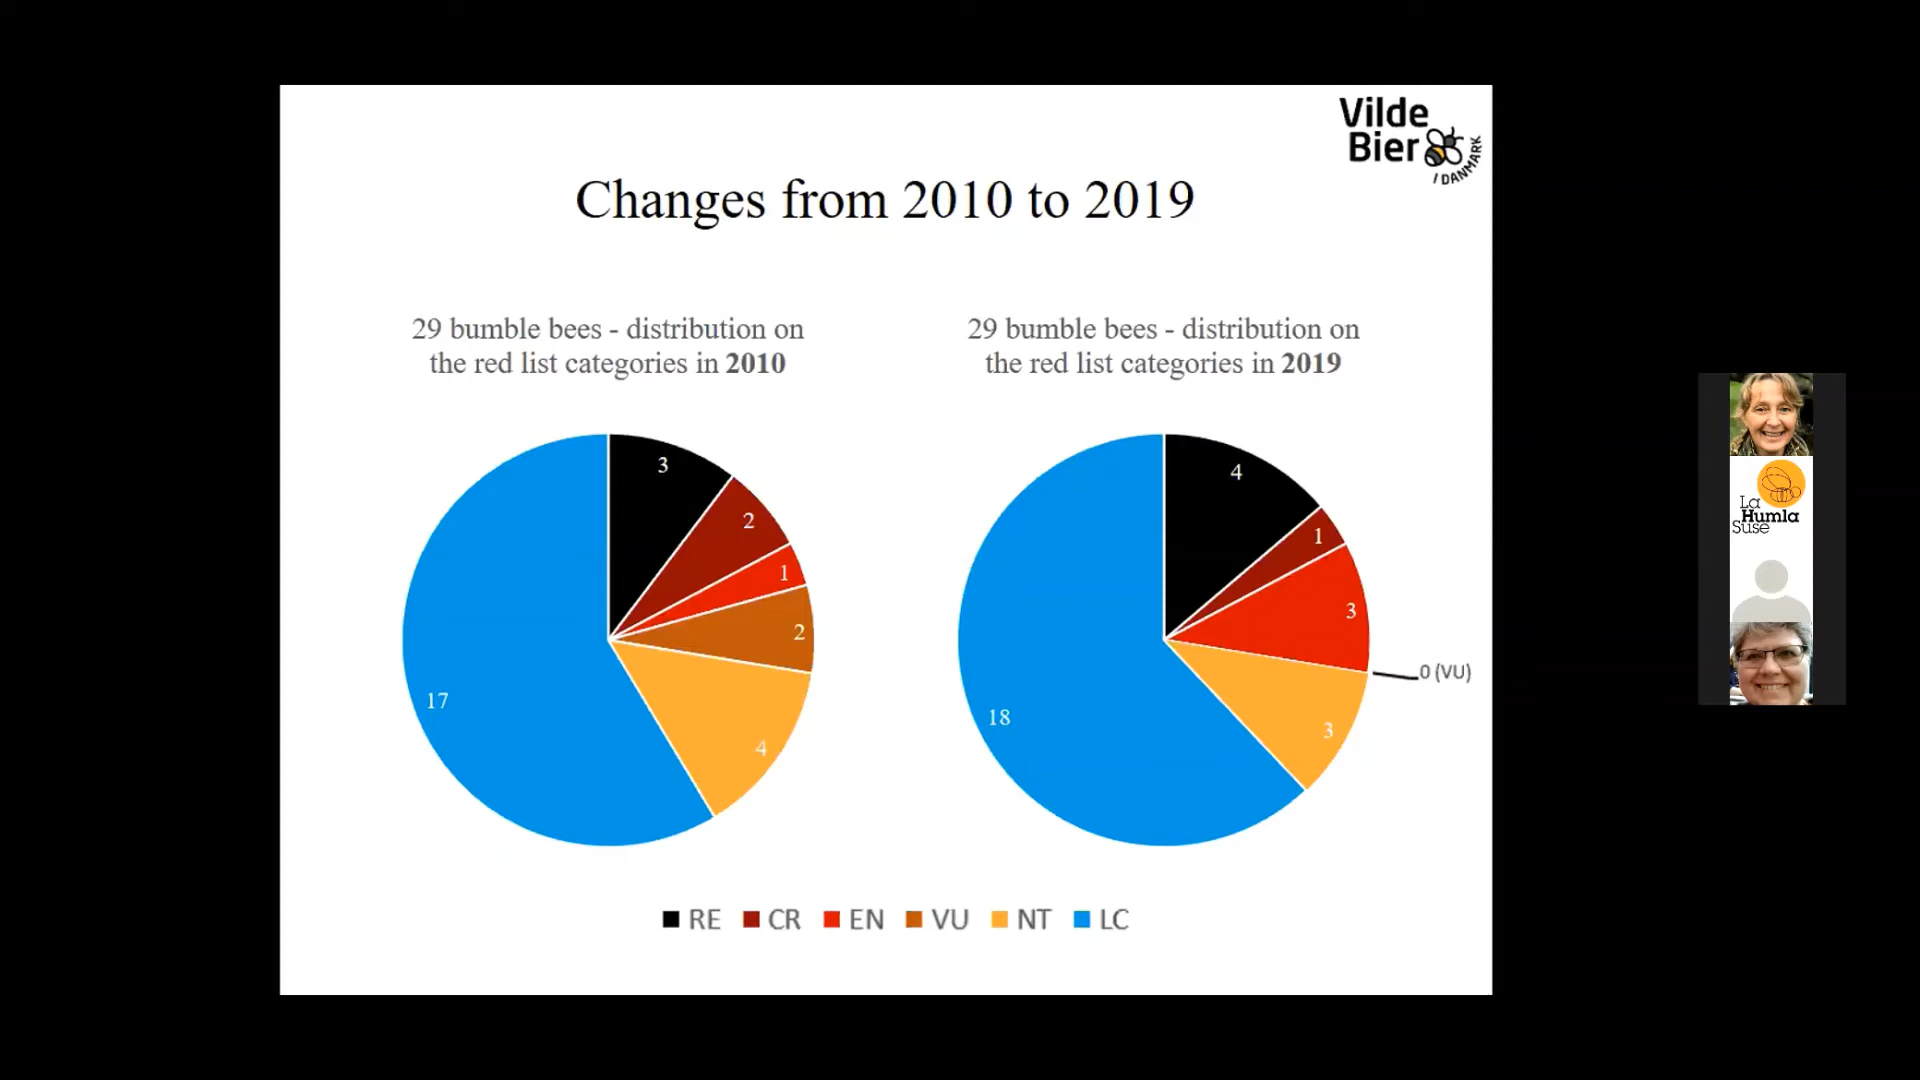 Vilde
Bier
I DANMARK
Changes from 2010 to 2019
29 bumble bees - distribution on
the red list categories in 2010
29 bumble bees - distribution on
the red list categories in 2019
3
2
1
2
4
17
4
1
3
0 (VU)
3
18
RE CR EN VU NT LC
La
Humla
Suse